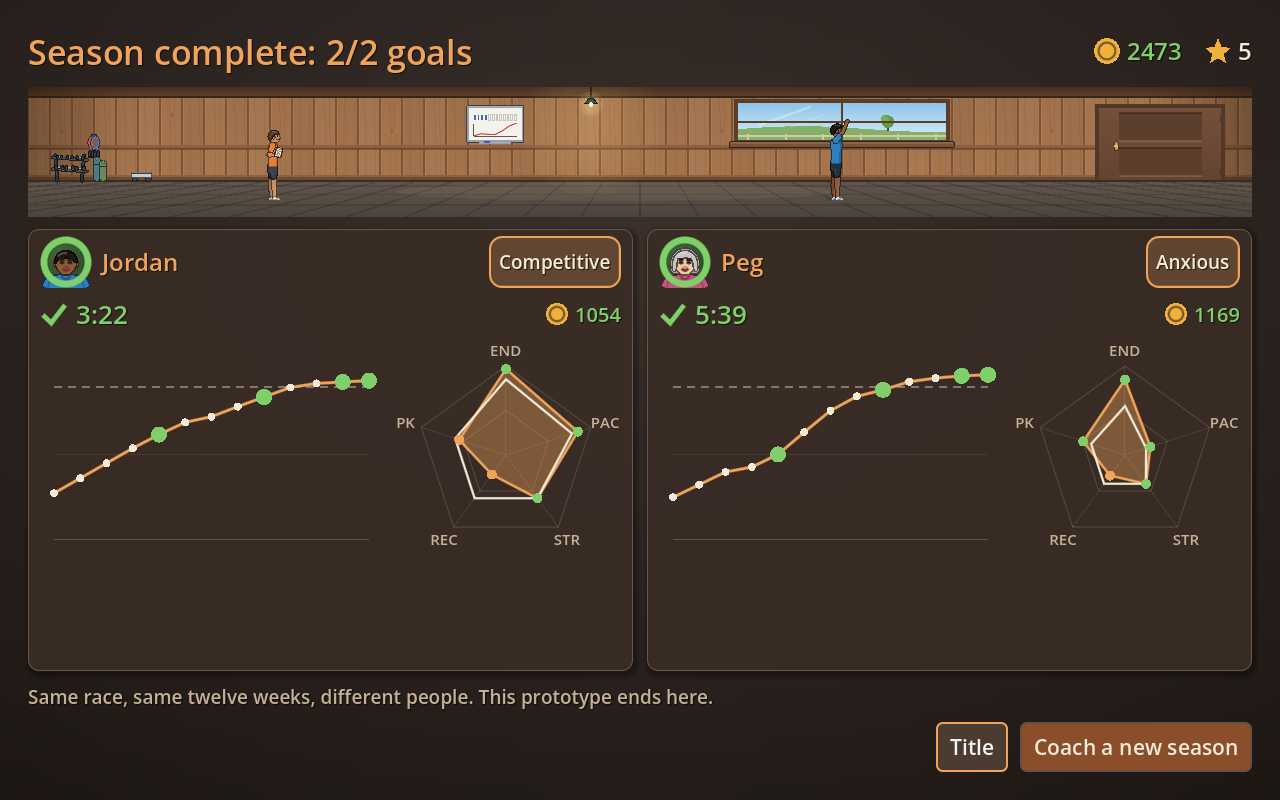 Season complete: 2/2 goals
2473
5
Jordan
Competitive
3:22
1054
END
PAC
STR
REC
PK
Peg
Anxious
5:39
1169
END
PAC
STR
REC
PK
Same race, same twelve weeks, different people. This prototype ends here.
Title
Coach a new season